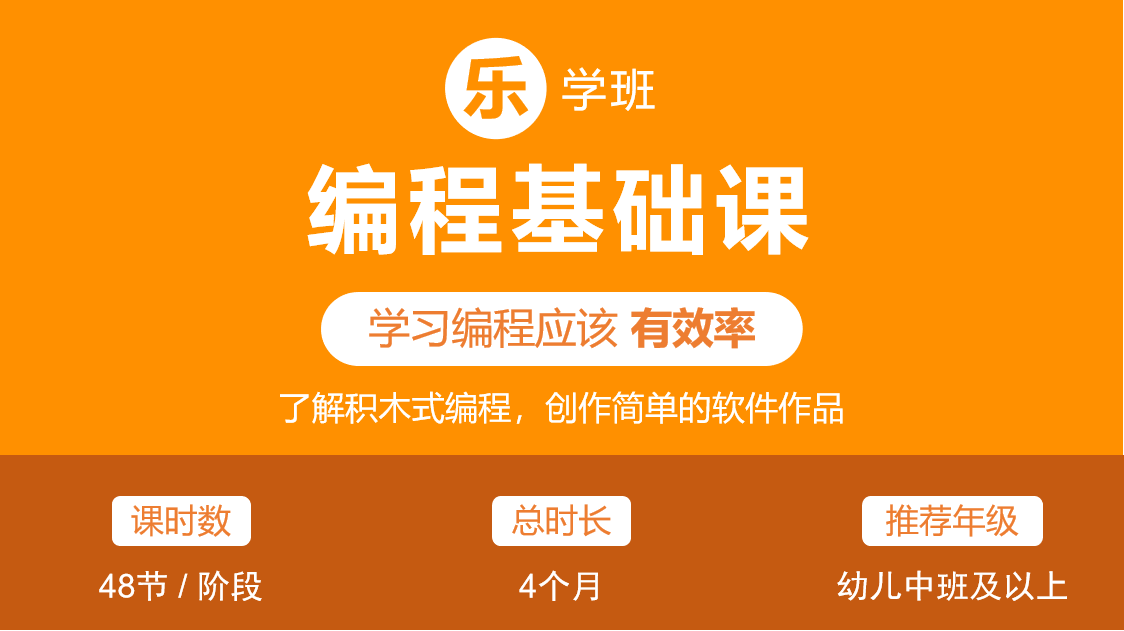 乐 学班
编程基础课
学习编程应该 有效率
了解积木式编程，创作简单的软件作品
课时数 总时长 推荐年级
48节 / 阶段 4个月 幼儿中班及以上